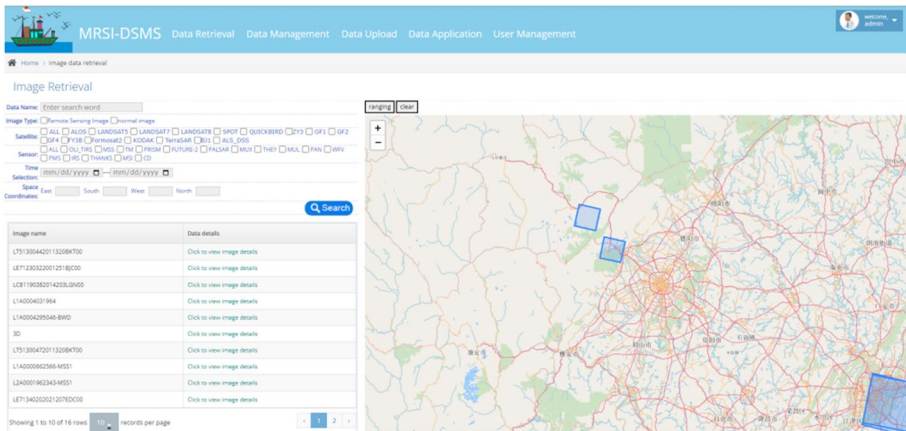 MRSI-DSMS Data Retrieval Data Management Data Upload Data Application User Management
welcome, admin
Home > Image data retrieval
Image Retrieval
Data Name: Enter search word
Image Type: Remote Sensing Image normal image
Satellite: ALL ALOS LANDSAT5 LANDSAT7 LANDSAT8 SPOT QUICKBIRD ZY3 GF1 GF2
GF4 FY3B Formosat2 KODAK TerraSAR BJ1 ALS_DSS
Sensor: ALL OLI_TIRS MSS TM PRISM FUTURE-2 PALSAR MUX THEY MUL PAN WFV
PMS IRS THANKS MSI CD
Time Selection: mm/dd/yyyy — mm/dd/yyyy
Space Coordinates: East South West North
Search
ranging clear
+
−
Image name Data details
LT51300442011320BKT00 Click to view image details
LE71230322001251BJC00 Click to view image details
LC81190382014203LGN00 Click to view image details
L1A0004031964 Click to view image details
L1A0004295046-BWD Click to view image details
3D Click to view image details
LT51300472011320BKT00 Click to view image details
L1A0000662566-MSS1 Click to view image details
L2A0001962343-MSS1 Click to view image details
LE71340202021207EDC00 Click to view image details
Showing 1 to 10 of 16 rows 10 records per page
‹ 1 2 ›